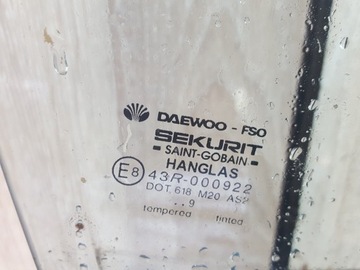 DAEWOO - FSO
SEKURIT
SAINT-GOBAIN
HANGLAS
E8 43R-000922
DOT 618 M20 AS2
..9
tempered tinted